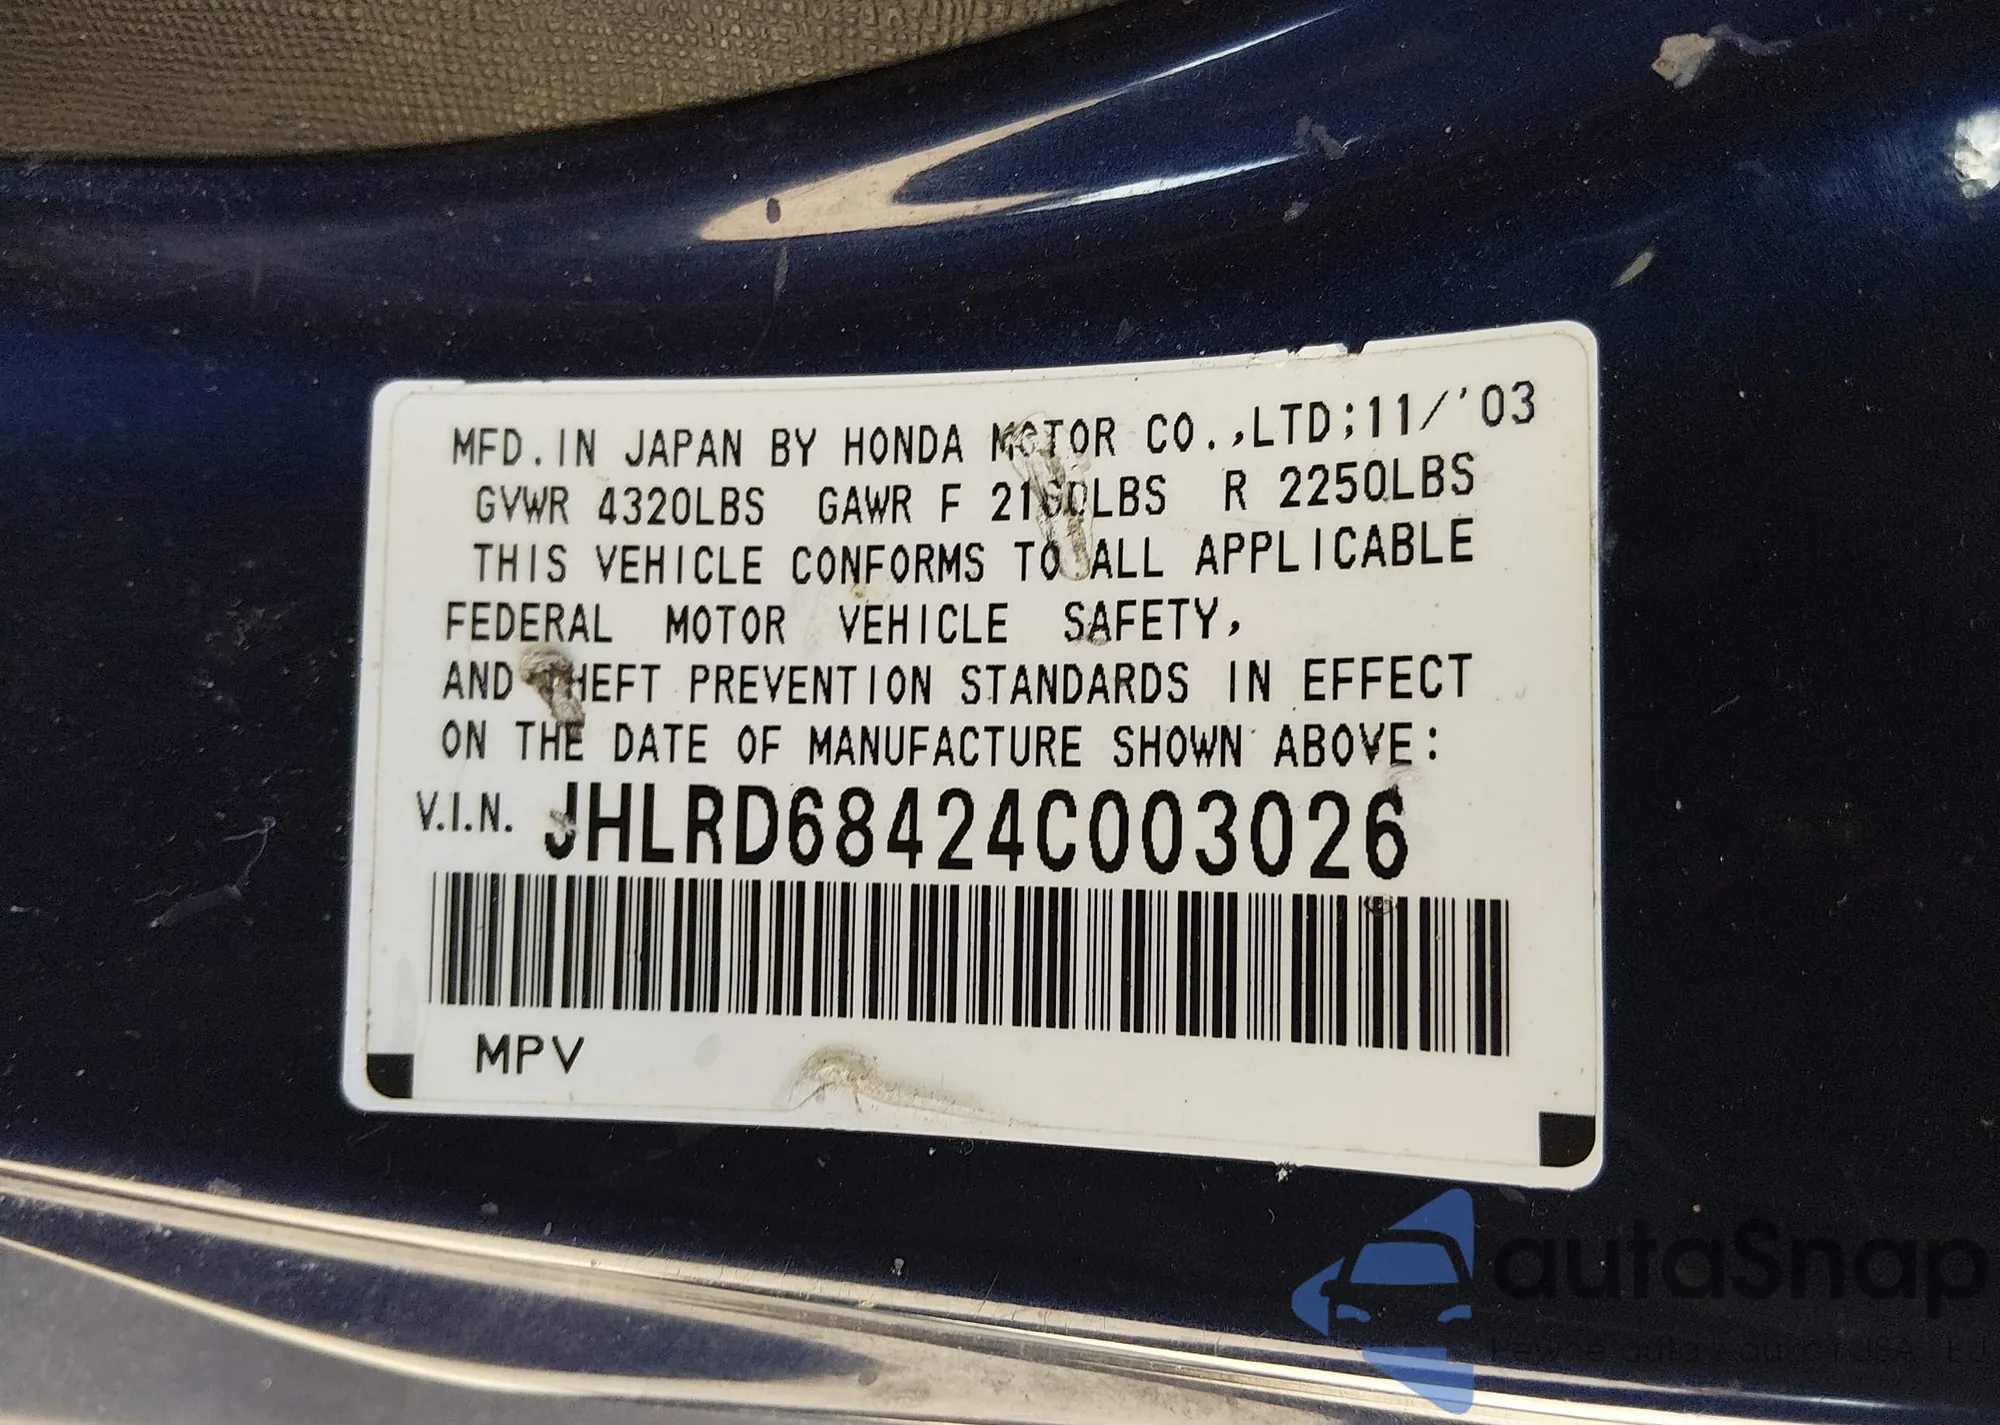 MFD. IN JAPAN BY HONDA MOTOR CO.,LTD;11/'03
GVWR 4320LBS GAWR F 2160LBS R 2250LBS
THIS VEHICLE CONFORMS TO ALL APPLICABLE
FEDERAL MOTOR VEHICLE SAFETY,
AND THEFT PREVENTION STANDARDS IN EFFECT
ON THE DATE OF MANUFACTURE SHOWN ABOVE:
V.I.N. JHLRD68424C003026
MPV
autaSnap